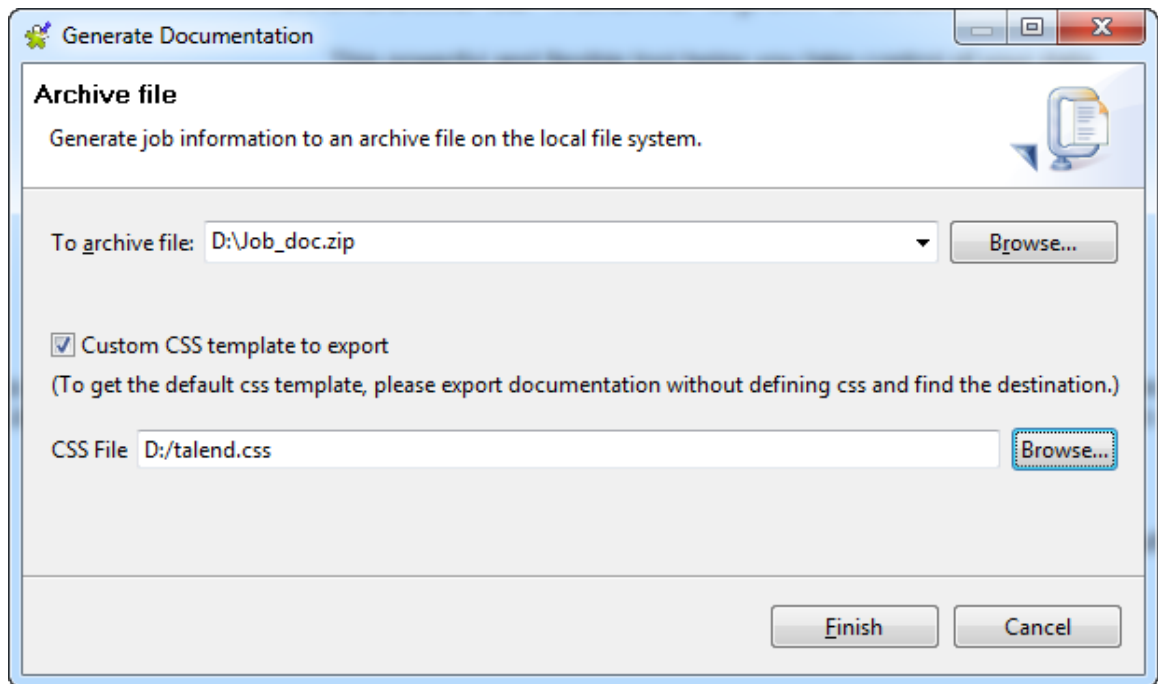 Generate Documentation
Archive file
Generate job information to an archive file on the local file system.
To archive file: D:\Job_doc.zip Browse...
Custom CSS template to export
(To get the default css template, please export documentation without defining css and find the destination.)
CSS File D:/talend.css Browse...
Finish Cancel